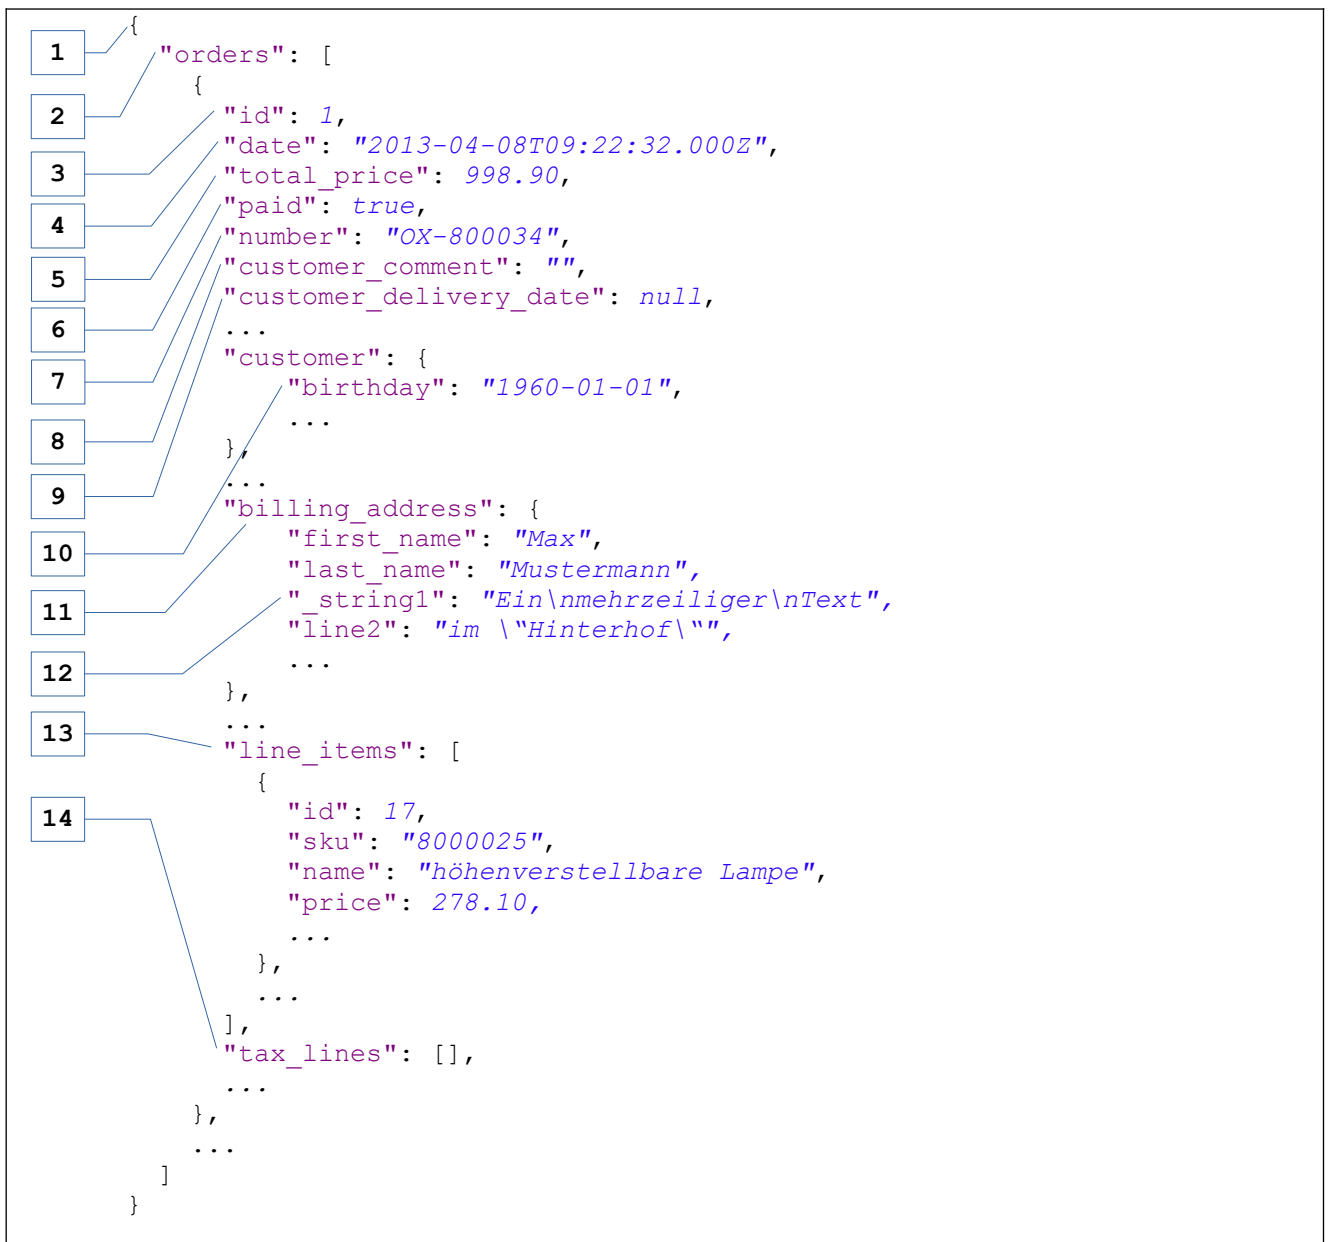 {
1
"orders": [
{
2
"id": 1,
"date": "2013-04-08T09:22:32.000Z",
3
"total_price": 998.90,
"paid": true,
4
"number": "OX-800034",
"customer_comment": "",
5
"customer_delivery_date": null,
6
...
"customer": {
7
"birthday": "1960-01-01",
...
8
},
...
9
"billing_address": {
"first_name": "Max",
10
"last_name": "Mustermann",
"_string1": "Ein\nmehrzeiliger\nText",
11
"line2": "im \“Hinterhof\“",
...
12
},
...
13
"line_items": [
{
"id": 17,
14
"sku": "8000025",
"name": "höhenverstellbare Lampe",
"price": 278.10,
...
},
...
],
"tax_lines": [],
...
},
...
]
}